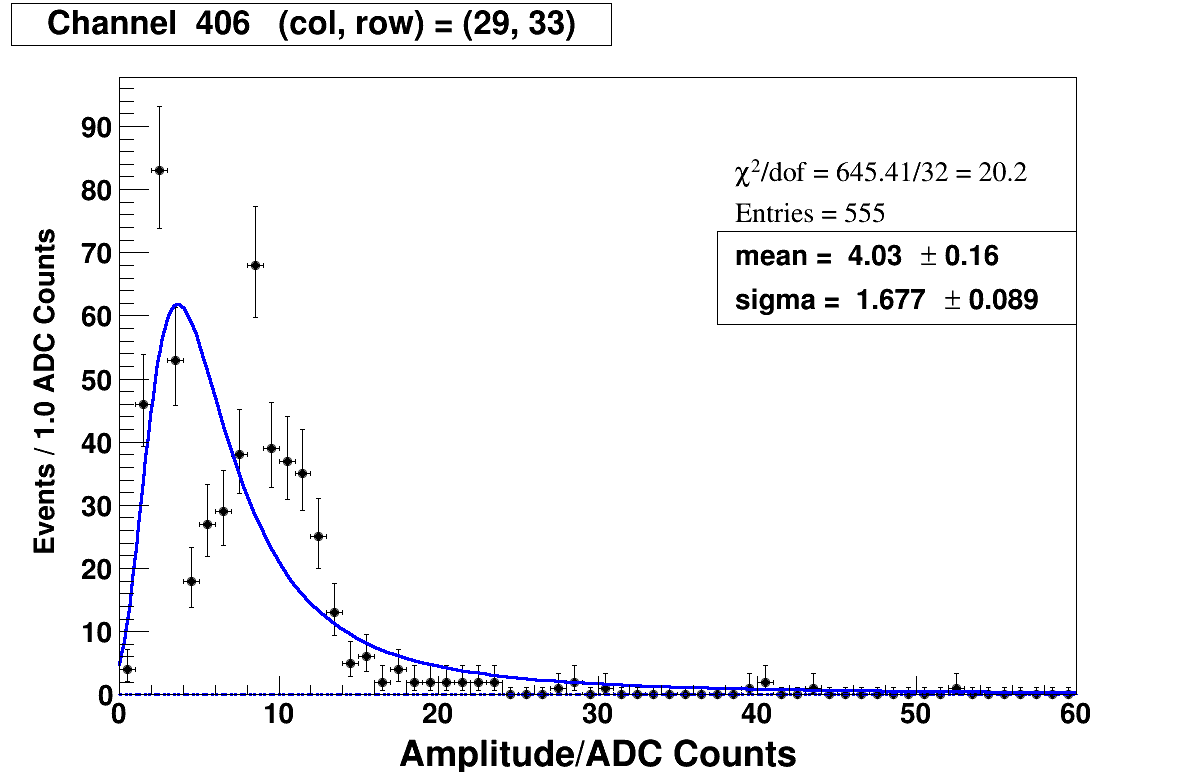 Channel 406 (col, row) = (29, 33)
χ²/dof = 645.41/32 = 20.2
Entries = 555
mean = 4.03 ± 0.16
sigma = 1.677 ± 0.089
Events / 1.0 ADC Counts
90
80
70
60
50
40
30
20
10
0
0 10 20 30 40 50 60
Amplitude/ADC Counts